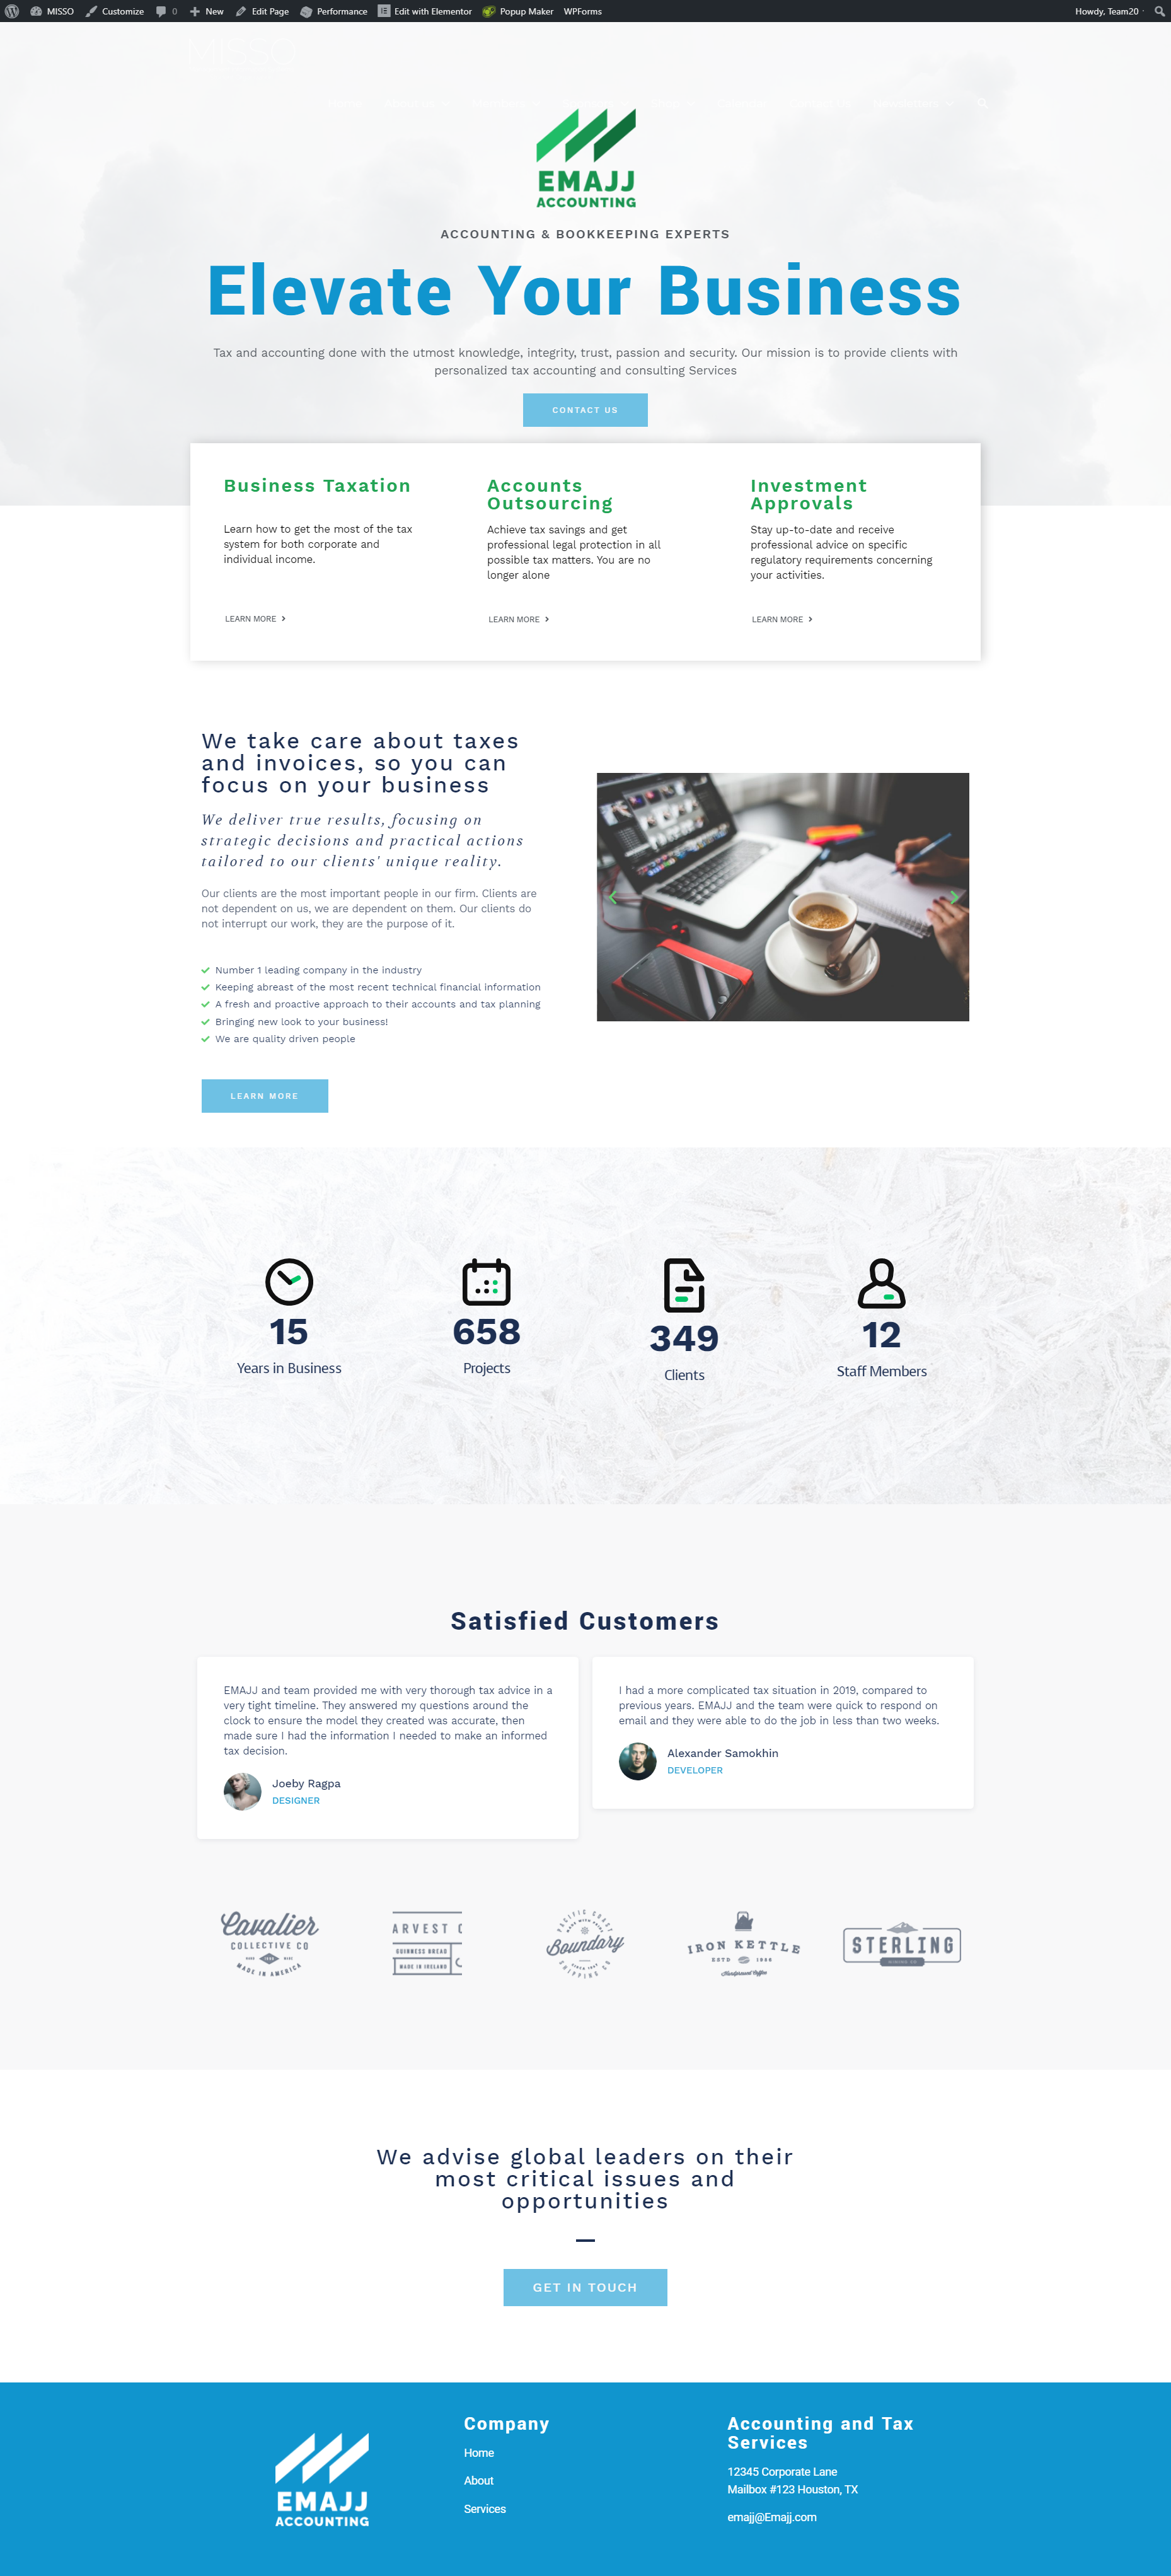 MISSO Customize 0 New Edit Page Performance Edit with Elementor Popup Maker WPForms Howdy, Team20
MISSO
EMAJJ
ACCOUNTING
ACCOUNTING & BOOKKEEPING EXPERTS
Elevate Your Business
Tax and accounting done with the utmost knowledge, integrity, trust, passion and security. Our mission is to provide clients with
personalized tax accounting and consulting Services
CONTACT US
Business Taxation
Learn how to get the most of the tax
system for both corporate and
individual income.
LEARN MORE
Accounts
Outsourcing
Achieve tax savings and get
professional legal protection in all
possible tax matters. You are no
longer alone
LEARN MORE
Investment
Approvals
Stay up-to-date and receive
professional advice on specific
regulatory requirements concerning
your activities.
LEARN MORE
We take care about taxes
and invoices, so you can
focus on your business
We deliver true results, focusing on
strategic decisions and practical actions
tailored to our clients' unique reality.
Our clients are the most important people in our firm. Clients are
not dependent on us, we are dependent on them. Our clients do
not interrupt our work, they are the purpose of it.
Number 1 leading company in the industry
Keeping abreast of the most recent technical financial information
A fresh and proactive approach to their accounts and tax planning
Bringing new look to your business!
We are quality driven people
LEARN MORE
15
Years in Business
658
Projects
349
Clients
12
Staff Members
Satisfied Customers
EMAJJ and team provided me with very thorough tax advice in a
very tight timeline. They answered my questions around the
clock to ensure the model they created was accurate, then
made sure I had the information I needed to make an informed
tax decision.
Joeby Ragpa
DESIGNER
I had a more complicated tax situation in 2019, compared to
previous years. EMAJJ and the team were quick to respond on
email and they were able to do the job in less than two weeks.
Alexander Samokhin
DEVELOPER
Cavalier
COLLECTIVE CO
MADE IN AMERICA
ARVEST
GUINNESS BREAD
MADE IN IRELAND
PACIFIC COAST
Boundary
SHIPPING CO
IRON KETTLE
ESTD
STERLING
We advise global leaders on their
most critical issues and
opportunities
GET IN TOUCH
EMAJJ
ACCOUNTING
Company
Home
About
Services
Accounting and Tax
Services
12345 Corporate Lane
Mailbox #123 Houston, TX
emajj@Emajj.com